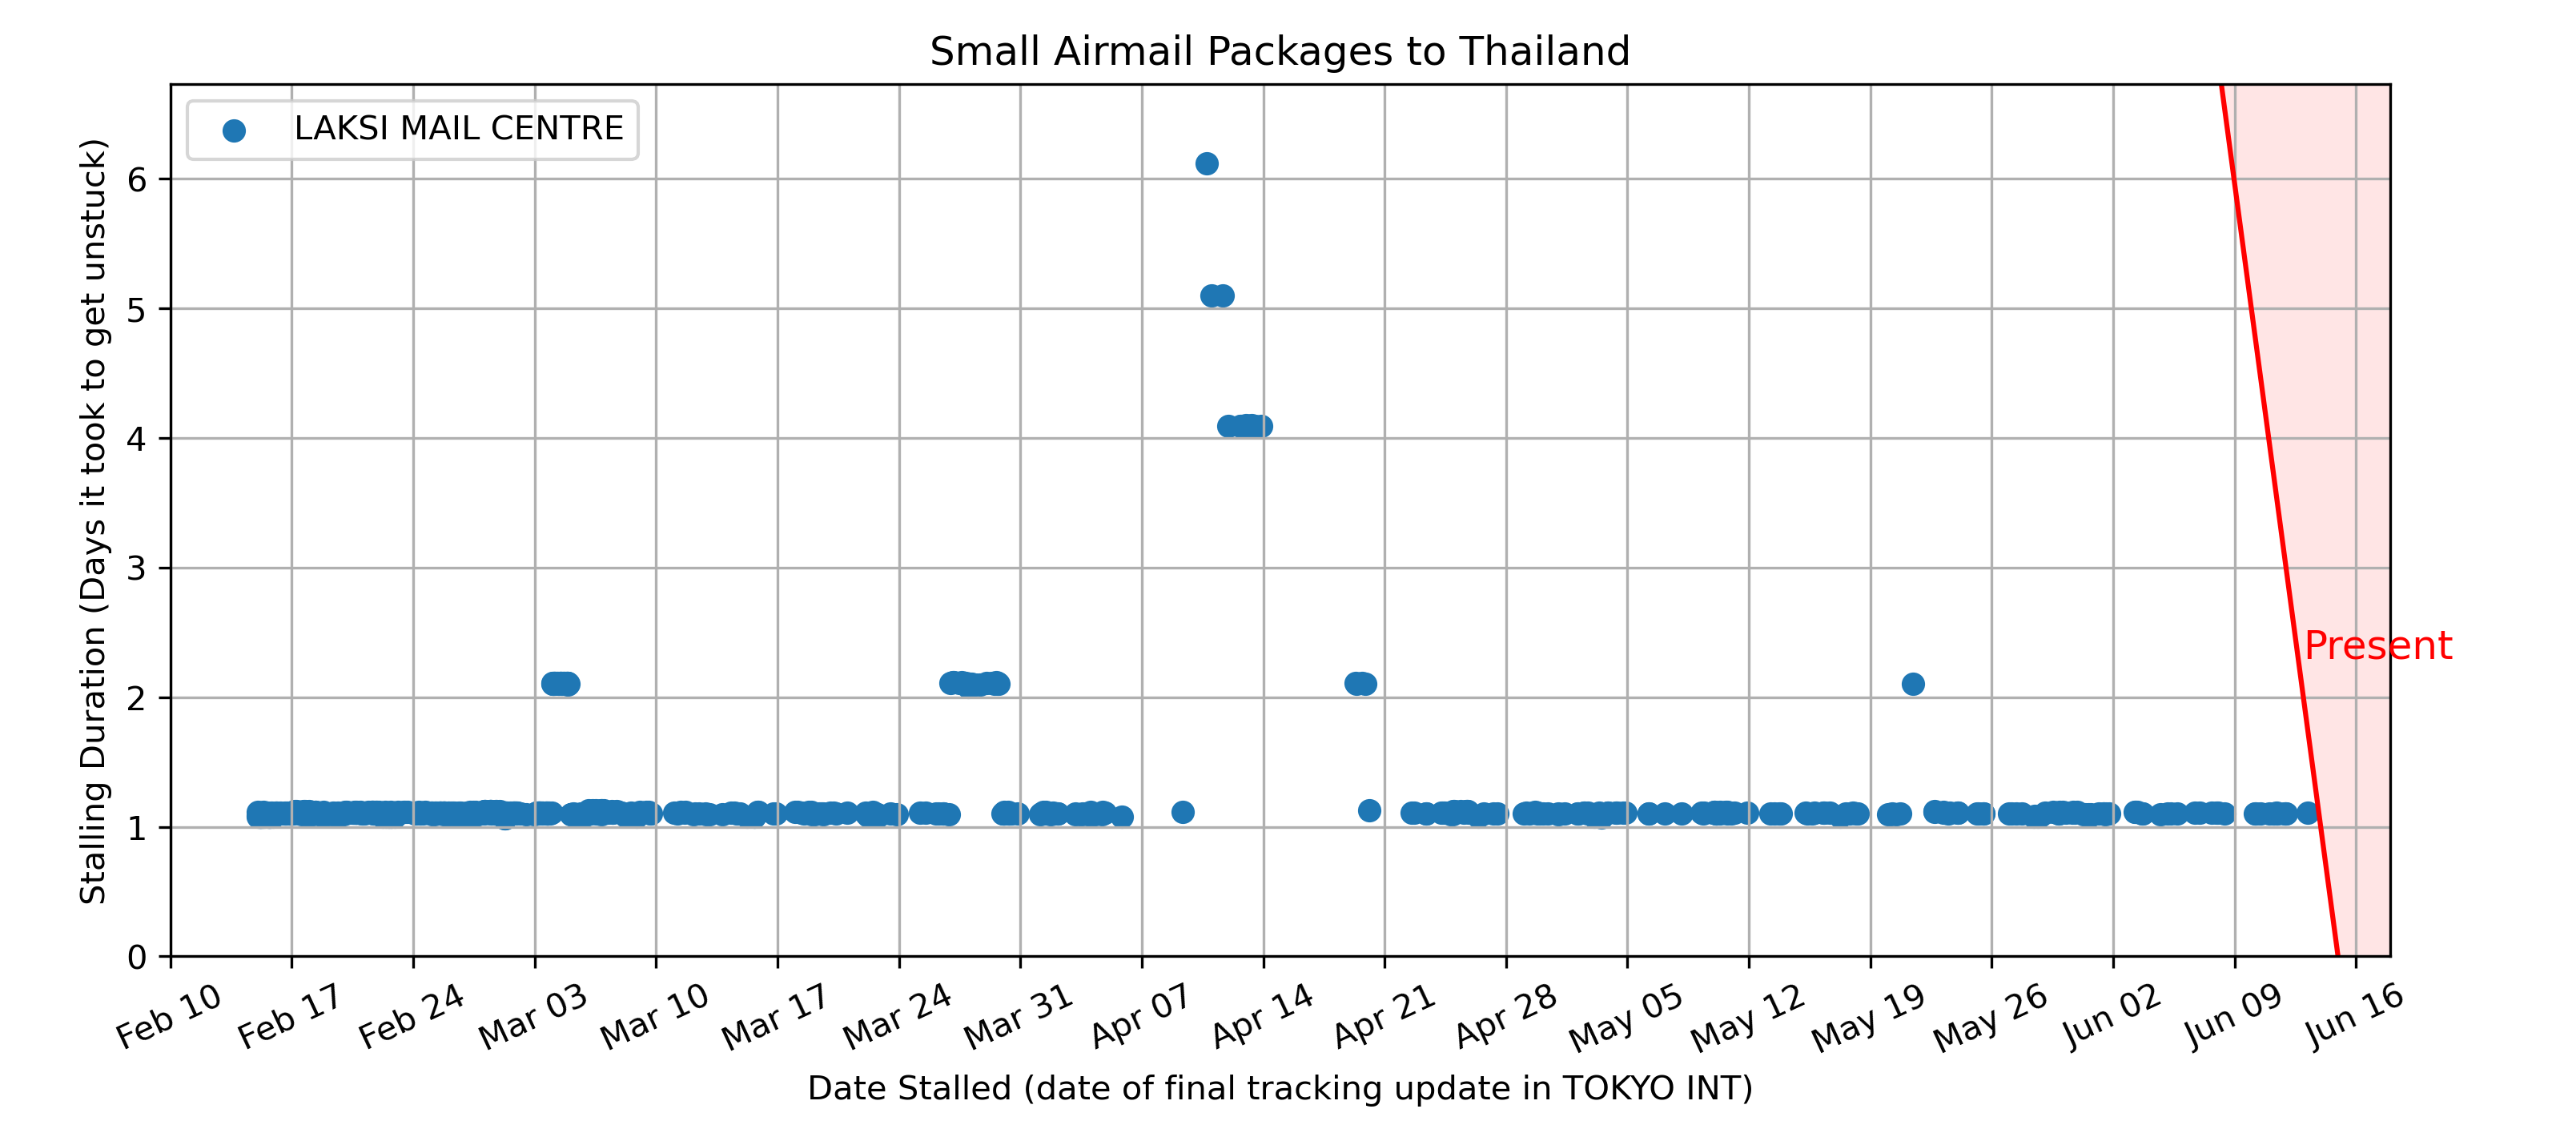 Small Airmail Packages to Thailand
LAKSI MAIL CENTRE
Stalling Duration (Days it took to get unstuck)
6
5
4
3
2
1
0
Present
Feb 10
Feb 17
Feb 24
Mar 03
Mar 10
Mar 17
Mar 24
Mar 31
Apr 07
Apr 14
Apr 21
Apr 28
May 05
May 12
May 19
May 26
Jun 02
Jun 09
Jun 16
Date Stalled (date of final tracking update in TOKYO INT)